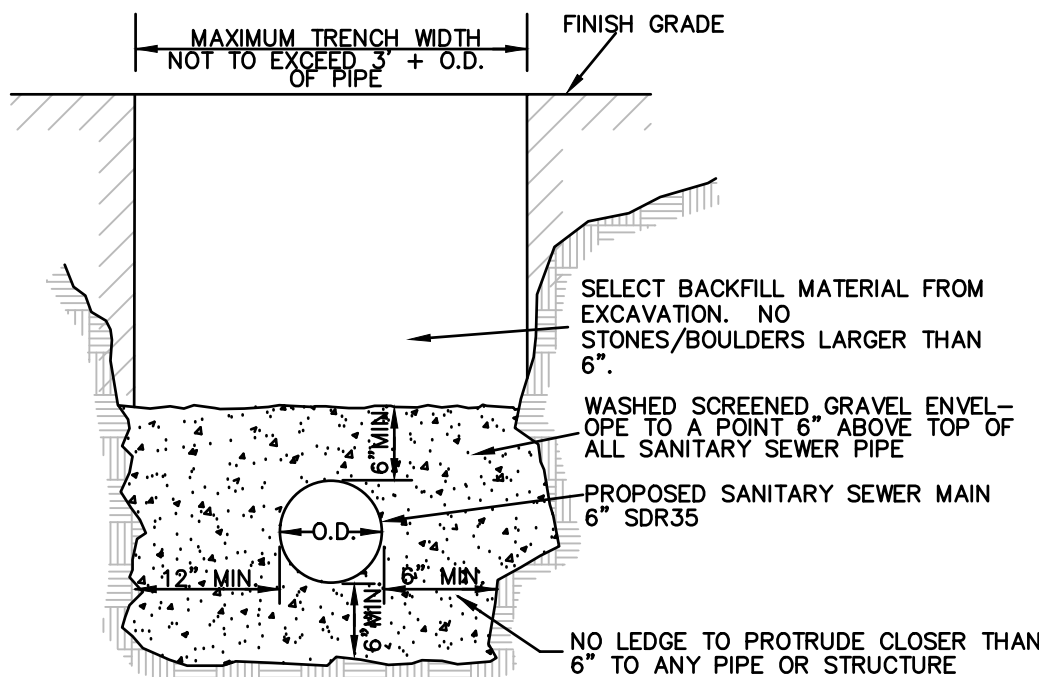 MAXIMUM TRENCH WIDTH
NOT TO EXCEED 3' + O.D.
OF PIPE
FINISH GRADE
SELECT BACKFILL MATERIAL FROM
EXCAVATION. NO
STONES/BOULDERS LARGER THAN
6".
WASHED SCREENED GRAVEL ENVEL-
OPE TO A POINT 6" ABOVE TOP OF
ALL SANITARY SEWER PIPE
6" MIN.
PROPOSED SANITARY SEWER MAIN
6" SDR35
O.D.
12" MIN.
6" MIN.
6" MIN.
NO LEDGE TO PROTRUDE CLOSER THAN
6" TO ANY PIPE OR STRUCTURE